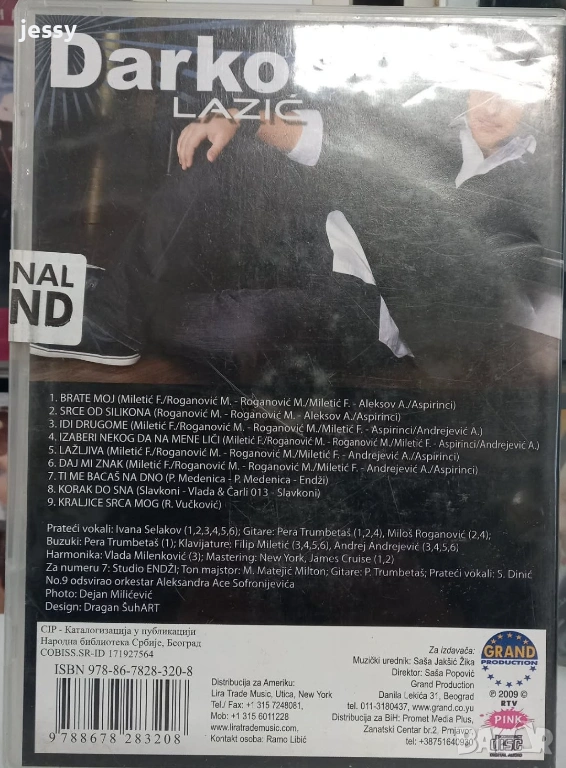 jessy
Darko
LAZIĆ
NAL
ND
1. BRATE MOJ (Miletić F./Roganović M. - Roganović M./Miletić F. - Aleksov A./Aspirinci)
2. SRCE OD SILIKONA (Roganović M. - Roganović M. - Aleksov A./Aspirinci)
3. IDI DRUGOME (Roganović M. - Roganović M./Miletić F. - Aspirinci/Andrejević A.)
4. IZABERI NEKOG DA NA MENE LIČI (Miletić F./Roganović M. - Roganović M./Miletić F. - Aspirinci/Andrejević A.)
5. LAŽLJIVA (Miletić F./Roganović M. - Roganović M./Miletić F. - Andrejević A./Aspirinci)
6. DAJ MI ZNAK (Miletić F./Roganović M. - Roganović M./Miletić F. - Andrejević A./Aspirinci)
7. TI ME BACAŠ NA DNO (P. Medenica - P. Medenica - Endži)
8. KORAK DO SNA (Slavkoni - Vlada & Čarli 013 - Slavkoni)
9. KRALJICE SRCA MOG (R. Vučković)
Prateći vokali: Ivana Selakov (1,2,3,4,5,6); Gitare: Pera Trumbetaš (1,2,4), Miloš Roganović (2,4);
Buzuki: Pera Trumbetaš (1); Klavijature: Filip Miletić (3,4,5,6), Andrej Andrejević (3,4,5,6)
Harmonika: Vlada Milenković (3); Mastering: New York, James Cruise (1,2)
Za numeru 7: Studio ENDŽI; Ton majstor: M. Matejić Milton; Gitare: P. Trumbetaš; Prateći vokali: S. Dinić
No.9 odsvirao orkestar Aleksandra Ace Sofronijevića
Photo: Dejan Milićević
Design: Dragan ŠuhART
CIP - Каталогизација у публикацији
Народна библиотека Србије, Београд
COBISS.SR-ID 171927564
ISBN 978-86-7828-320-8
9 788678 283208
Distribucija za Ameriku:
Lira Trade Music, Utica, New York
Tel./ Fax: +1 315 7248081,
Mob: +1 315 6011228
www.liratrademusic.com,
Kontakt osoba: Ramo Libić
Za izdavača:
Muzički urednik: Saša Jakšić Žika
Direktor: Saša Popović
Grand Production
Danila Lekića 31, Beograd
tel. 011-3180437, www.grand.co.yu
Distribucija za BiH: Promet Media Plus,
Zanatski Centar br.2, Prnjavor
tel: +38751640930
GRAND
PRODUCTION
℗ 2009 ©
RTV
PINK
disc
DIGITAL AUDIO
BAZAR